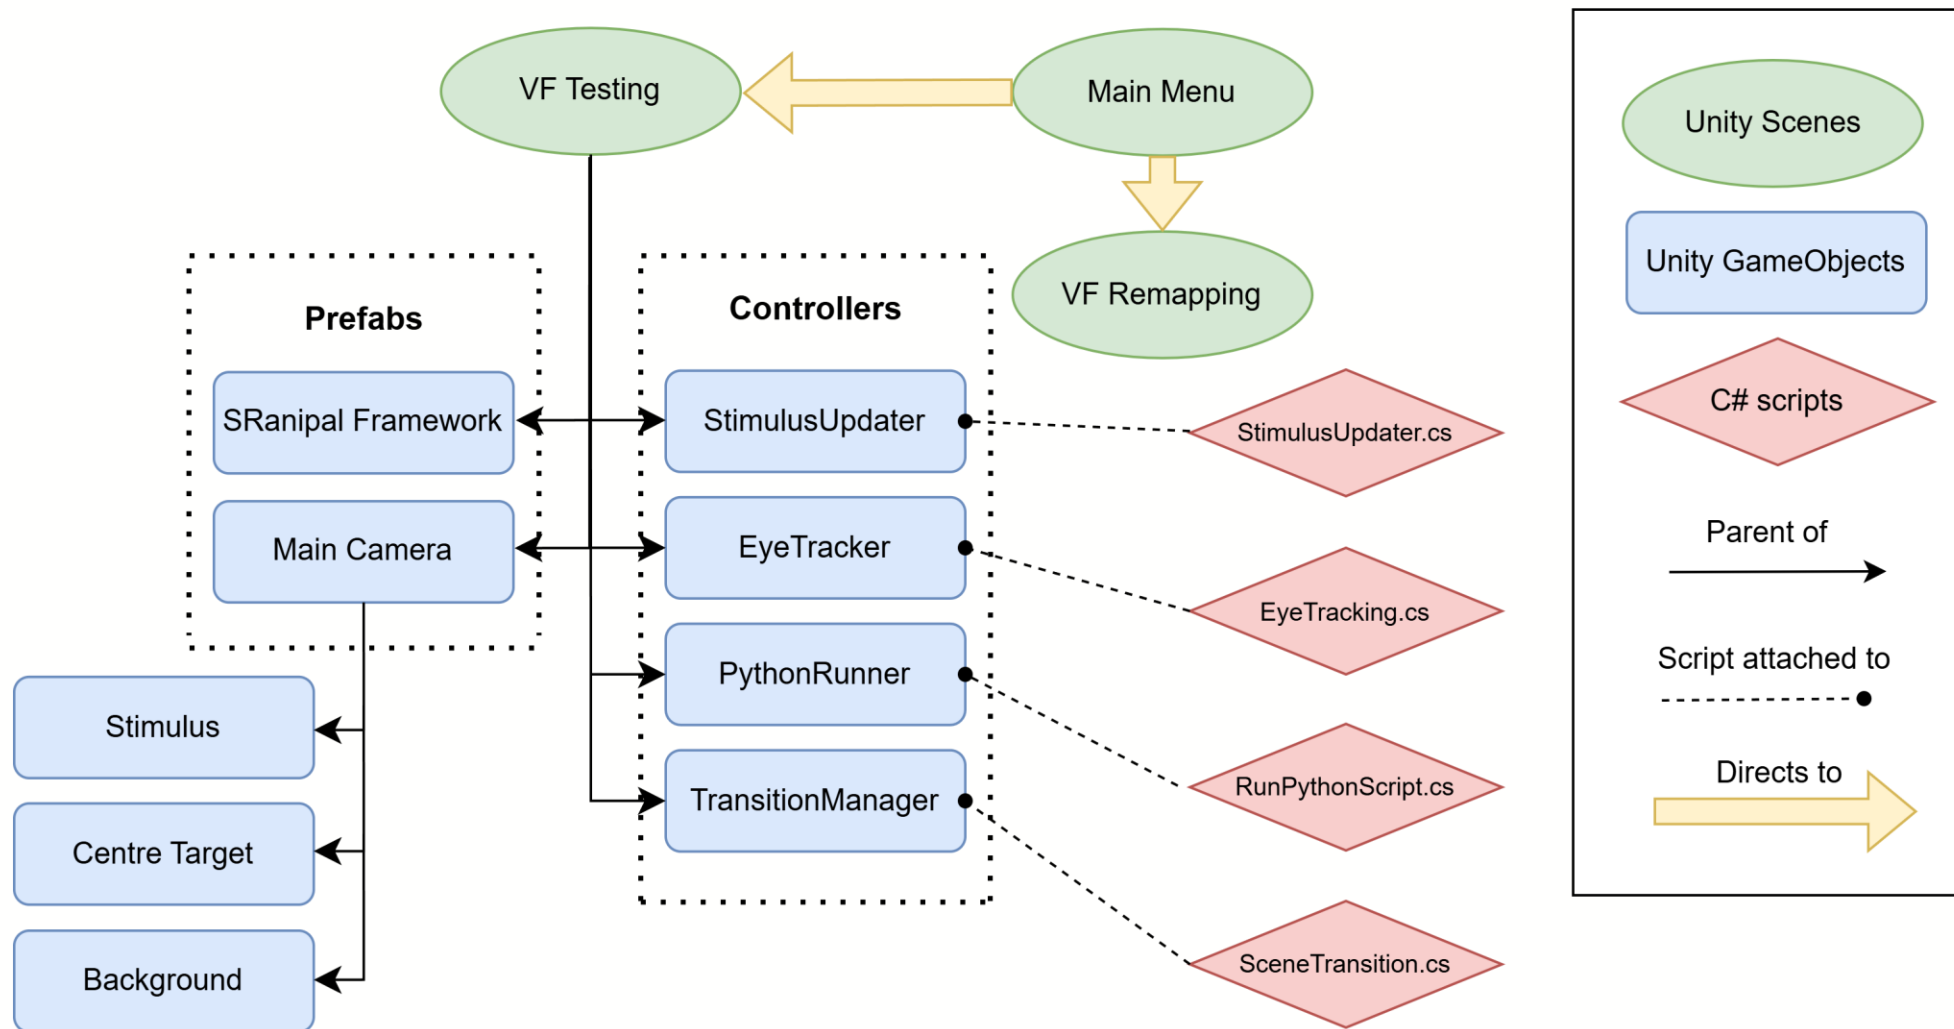 VF Testing
Main Menu
VF Remapping
Prefabs
SRanipal Framework
Main Camera
Stimulus
Centre Target
Background
Controllers
StimulusUpdater
EyeTracker
PythonRunner
TransitionManager
StimulusUpdater.cs
EyeTracking.cs
RunPythonScript.cs
SceneTransition.cs
Unity Scenes
Unity GameObjects
C# scripts
Parent of
Script attached to
Directs to